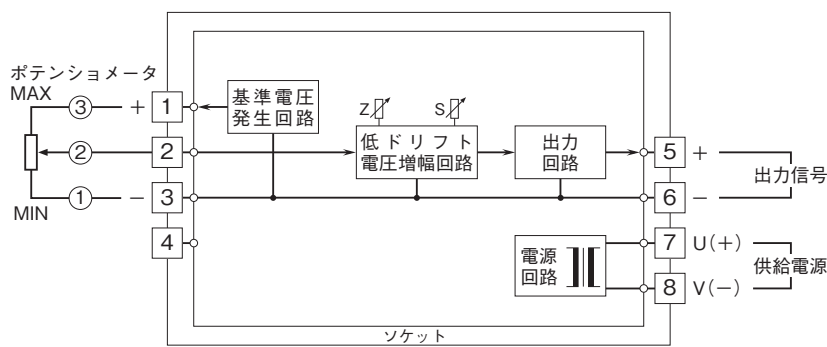 ポテンショメータ
MAX
③ + 1
② 2
① − 3
MIN
4
基準電圧
発生回路
Z
S
低ドリフト
電圧増幅回路
出力
回路
電源
回路
5 +
6 −
出力信号
7 U(+)
8 V(−)
供給電源
ソケット